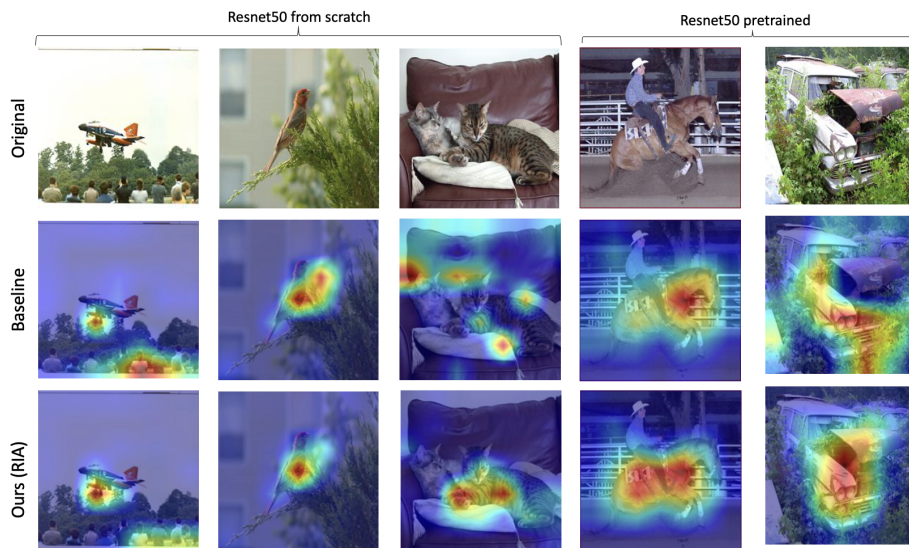 Resnet50 from scratch
Resnet50 pretrained
Original
Baseline
Ours (RIA)